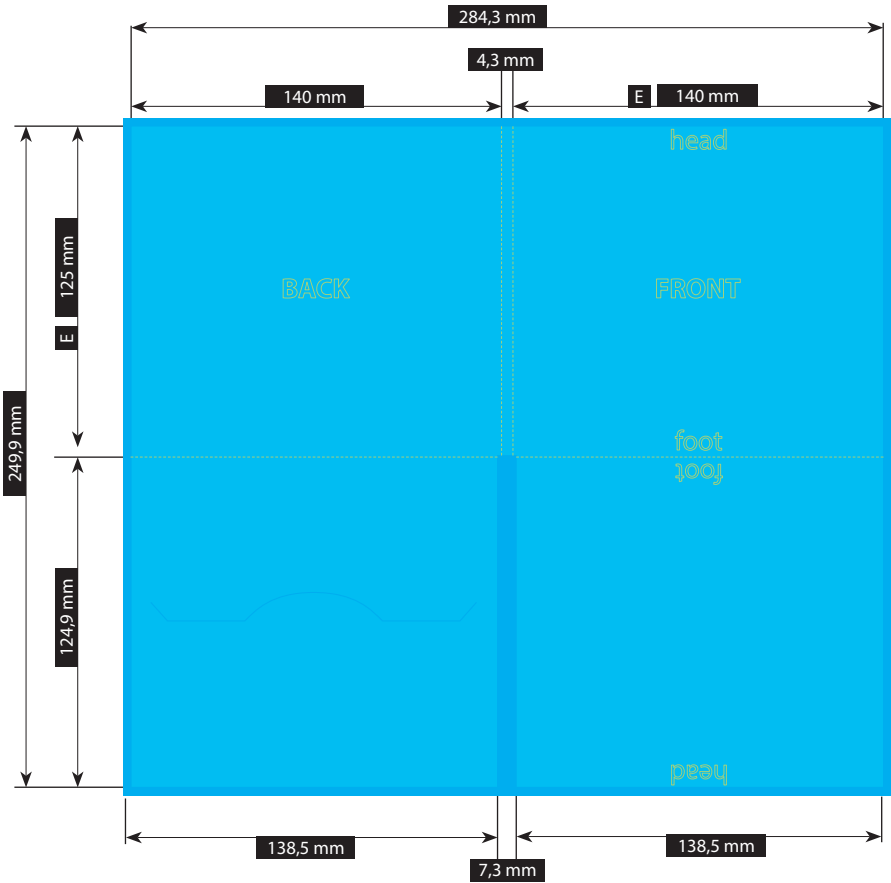 284,3 mm
4,3 mm
140 mm
E 140 mm
head
125 mm
E
BACK
FRONT
249,9 mm
foot
foot
124,9 mm
head
138,5 mm
138,5 mm
7,3 mm